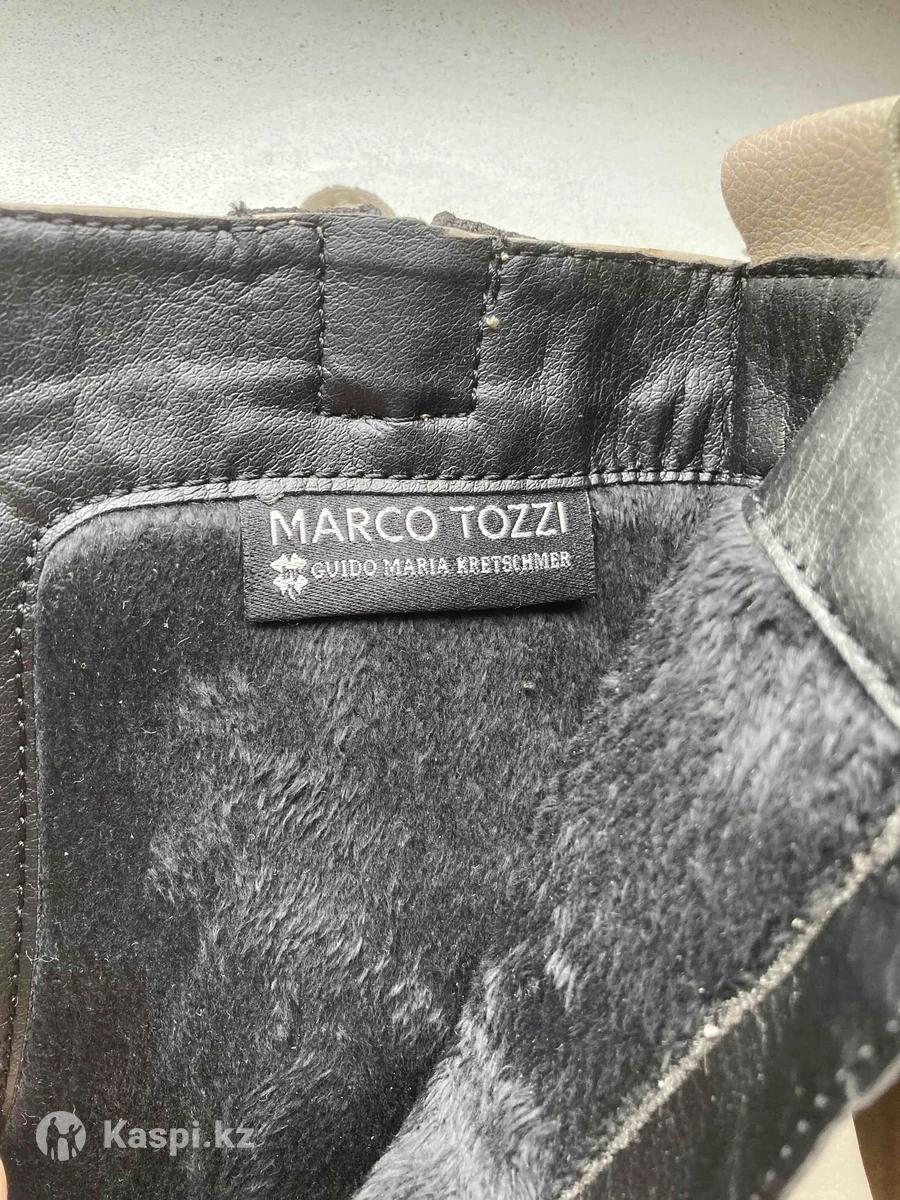 MARCO TOZZI
GUIDO MARIA KRETSCHMER
Kaspi.kz